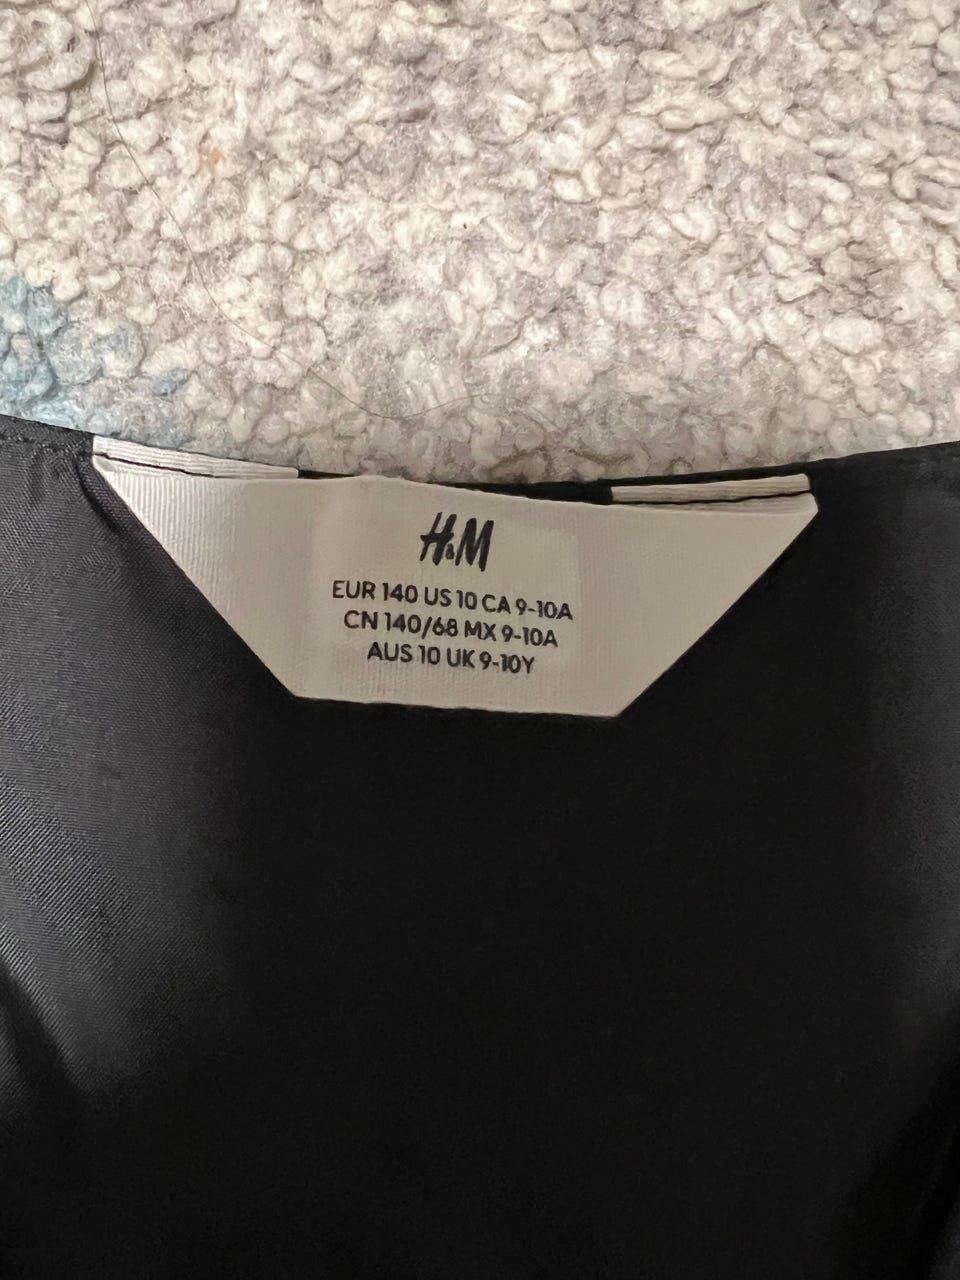 H&M
EUR 140 US 10 CA 9-10A
CN 140/68 MX 9-10A
AUS 10 UK 9-10Y